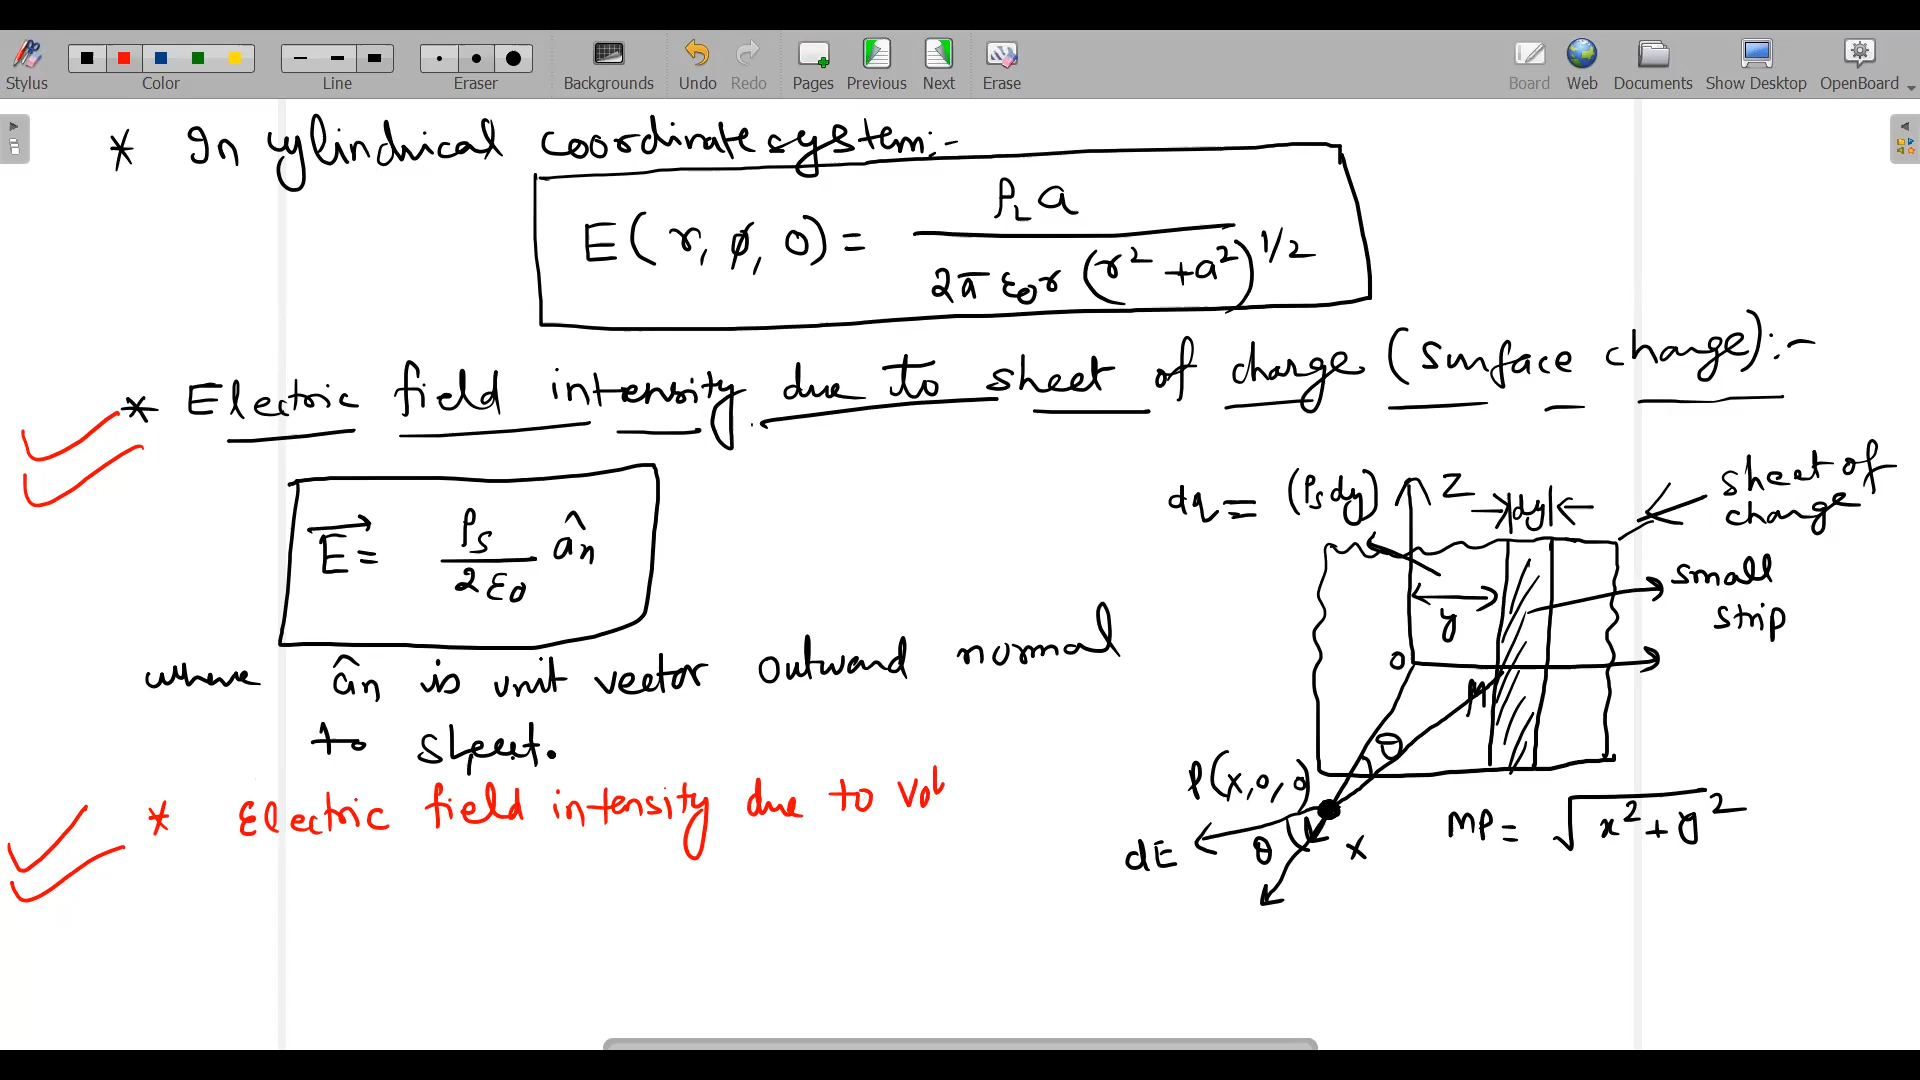 Stylus Color Line Eraser Backgrounds Undo Redo Pages Previous Next Erase Board Web Documents Show Desktop OpenBoard
* In cylindrical coordinate system:-
E(r, φ, 0) = ρL a / 2π ε0 r (r² + a²)^1/2
* Electric field intensity due to sheet of charge (surface charge):-
E = ρs / 2ε0 ân
where ân is unit vector outward normal
to sheet.
* Electric field intensity due to Vol
dq = (ρs dy)
Z
dy
sheet of
charge
small
strip
y
O
M
θ
P(x, 0, 0)
dE
θ
x
MP = √x² + y²